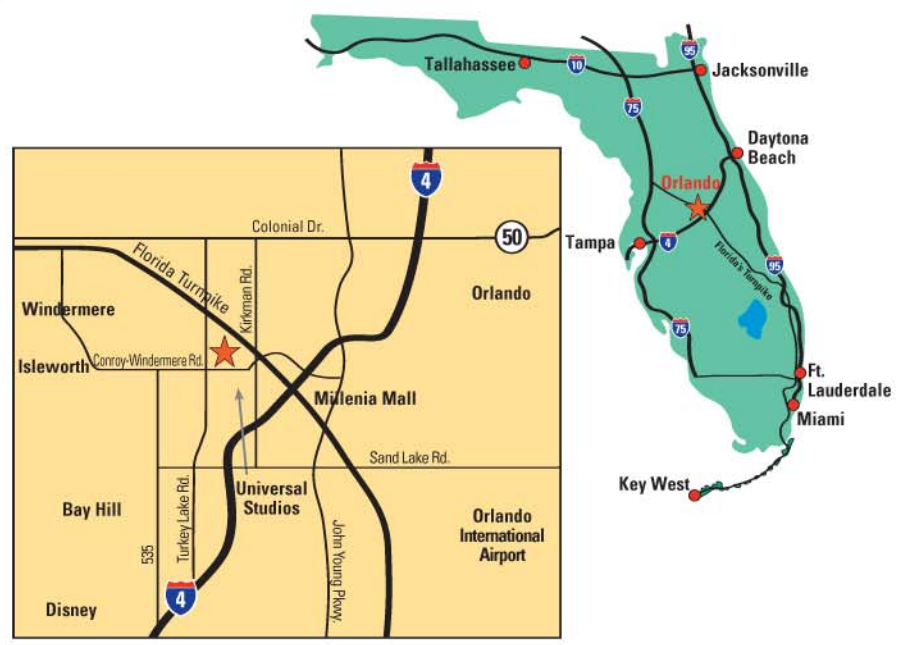 95
Tallahassee
10
Jacksonville
75
Daytona
Beach
Orlando
Tampa
4
Florida's Turnpike
95
75
Ft.
Lauderdale
Miami
Key West
4
Colonial Dr.
50
Florida Turnpike
Kirkman Rd.
Orlando
Windermere
Isleworth
Conroy-Windermere Rd.
Millenia Mall
Sand Lake Rd.
Universal
Studios
Bay Hill
Turkey Lake Rd.
535
John Young Pkwy.
Orlando
International
Airport
4
Disney